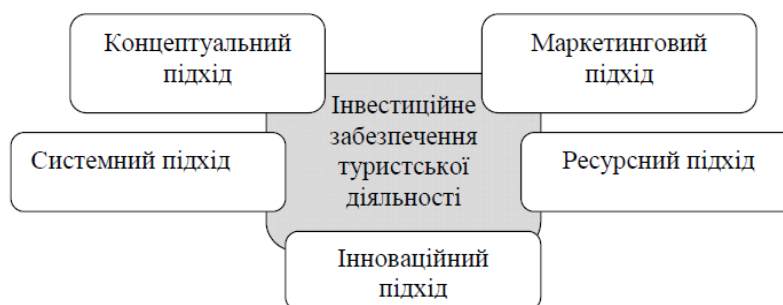 Концептуальний
підхід
Маркетинговий
підхід
Інвестиційне
забезпечення
туристської
діяльності
Системний підхід
Ресурсний підхід
Інноваційний
підхід